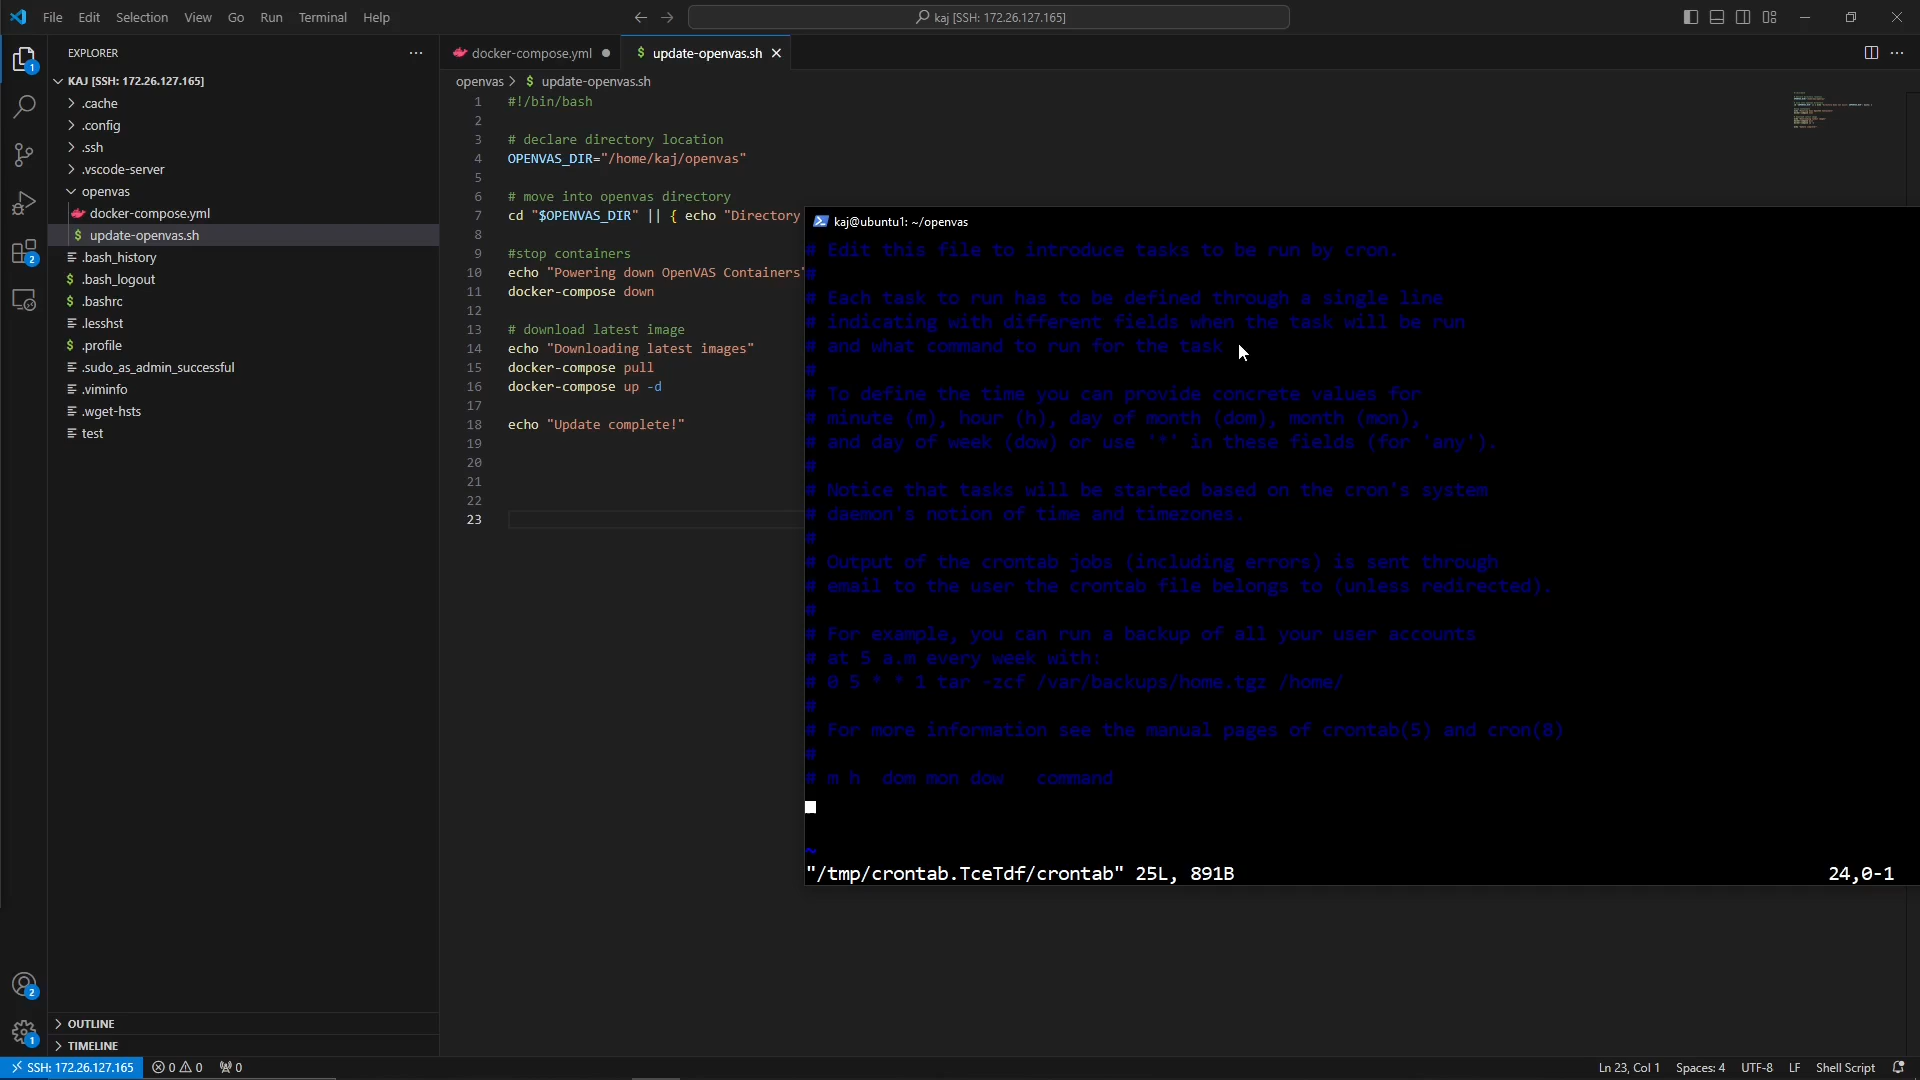 File Edit Selection View Go Run Terminal Help
kaj [SSH: 172.26.127.165]
EXPLORER
KAJ [SSH: 172.26.127.165]
.cache
.config
.ssh
.vscode-server
openvas
docker-compose.yml
$ update-openvas.sh
.bash_history
$ .bash_logout
$ .bashrc
.lesshst
$ .profile
.sudo_as_admin_successful
.viminfo
.wget-hsts
test
OUTLINE
TIMELINE
1
2
2
1
docker-compose.yml
$ update-openvas.sh
openvas > $ update-openvas.sh
1 #!/bin/bash
2
3 # declare directory location
4 OPENVAS_DIR="/home/kaj/openvas"
5
6 # move into openvas directory
7 cd "$OPENVAS_DIR" || { echo "Directory
8
9 #stop containers
10 echo "Powering down OpenVAS Containers"
11 docker-compose down
12
13 # download latest image
14 echo "Downloading latest images"
15 docker-compose pull
16 docker-compose up -d
17
18 echo "Update complete!"
19
20
21
22
23
kaj@ubuntu1: ~/openvas
# Edit this file to introduce tasks to be run by cron.
#
# Each task to run has to be defined through a single line
# indicating with different fields when the task will be run
# and what command to run for the task
#
# To define the time you can provide concrete values for
# minute (m), hour (h), day of month (dom), month (mon),
# and day of week (dow) or use '*' in these fields (for 'any').
#
# Notice that tasks will be started based on the cron's system
# daemon's notion of time and timezones.
#
# Output of the crontab jobs (including errors) is sent through
# email to the user the crontab file belongs to (unless redirected).
#
# For example, you can run a backup of all your user accounts
# at 5 a.m every week with:
# 0 5 * * 1 tar -zcf /var/backups/home.tgz /home/
#
# For more information see the manual pages of crontab(5) and cron(8)
#
# m h  dom mon dow   command
~
"/tmp/crontab.TceTdf/crontab" 25L, 891B 24,0-1
SSH: 172.26.127.165 0 0 0 Ln 23, Col 1 Spaces: 4 UTF-8 LF Shell Script